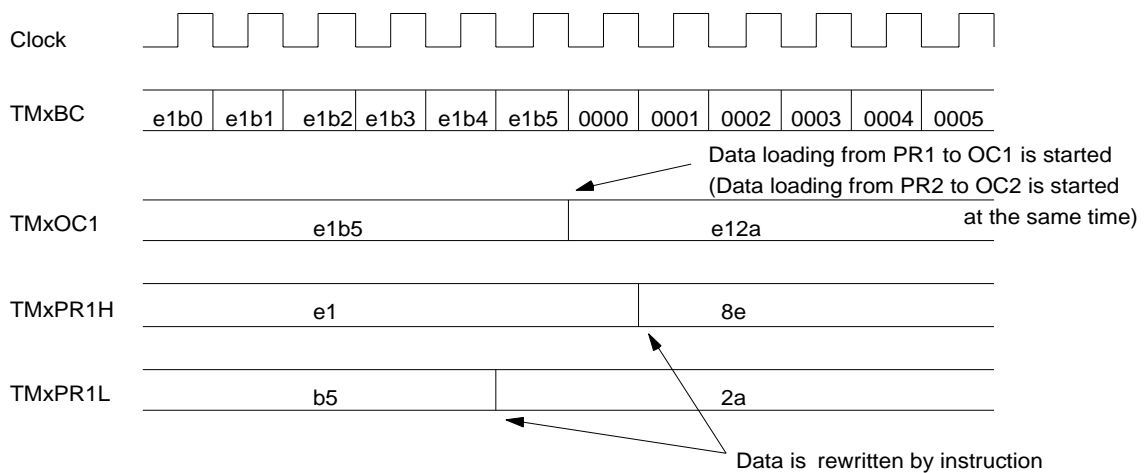 Clock
TMxBC e1b0 e1b1 e1b2 e1b3 e1b4 e1b5 0000 0001 0002 0003 0004 0005
Data loading from PR1 to OC1 is started
(Data loading from PR2 to OC2 is started
at the same time)
TMxOC1 e1b5 e12a
TMxPR1H e1 8e
TMxPR1L b5 2a
Data is rewritten by instruction